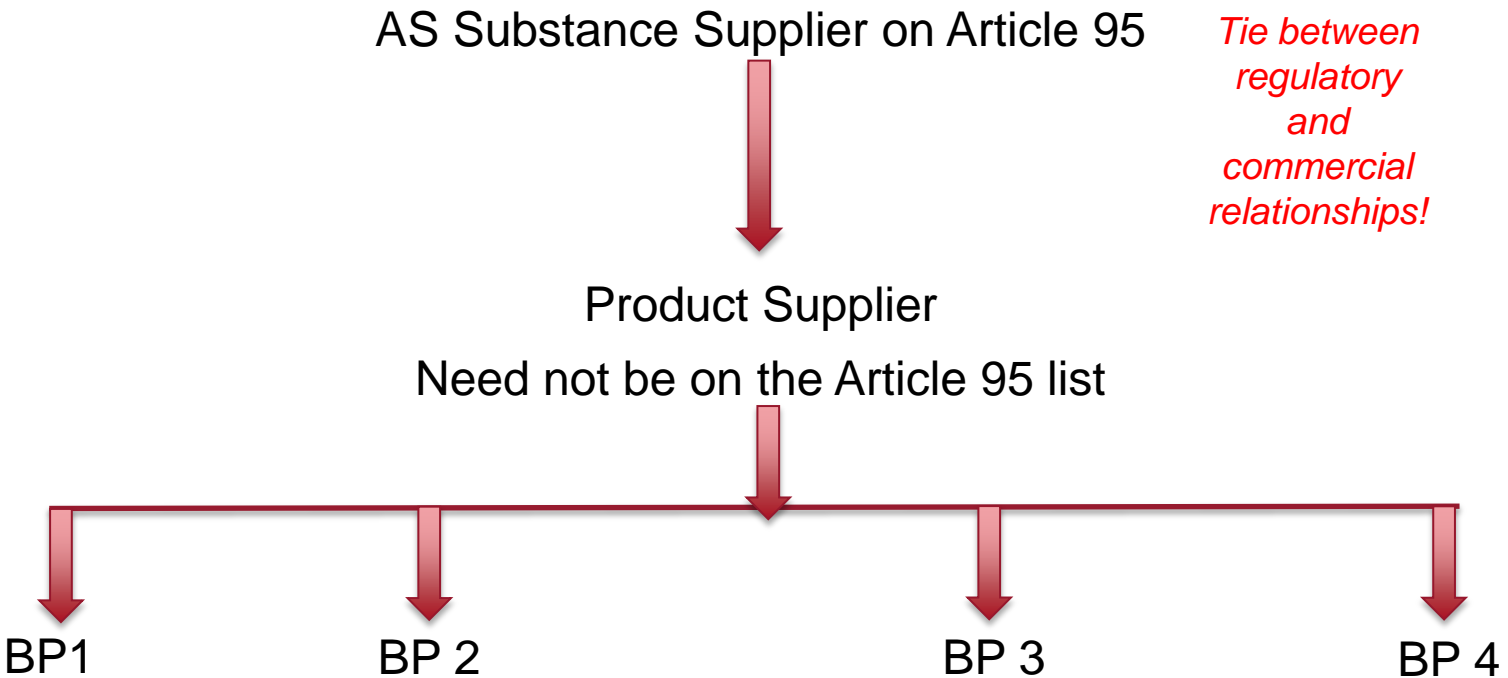 AS Substance Supplier on Article 95
Tie between
regulatory
and
commercial
relationships!
Product Supplier
Need not be on the Article 95 list
BP1
BP 2
BP 3
BP 4